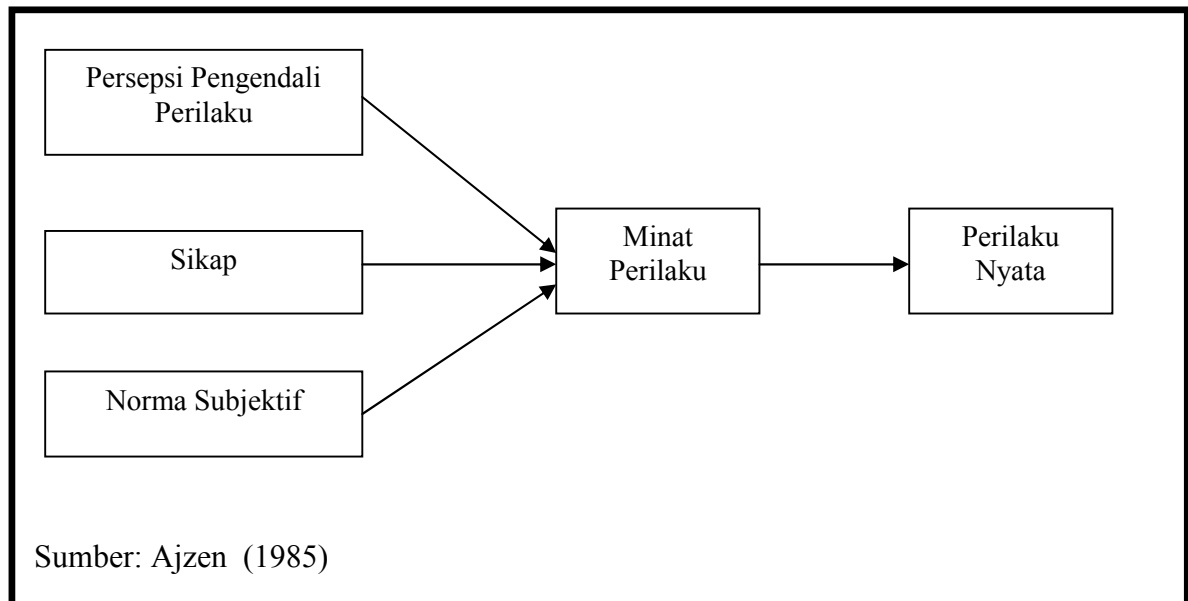 Persepsi Pengendali
Perilaku
Sikap
Norma Subjektif
Minat
Perilaku
Perilaku
Nyata
Sumber: Ajzen (1985)